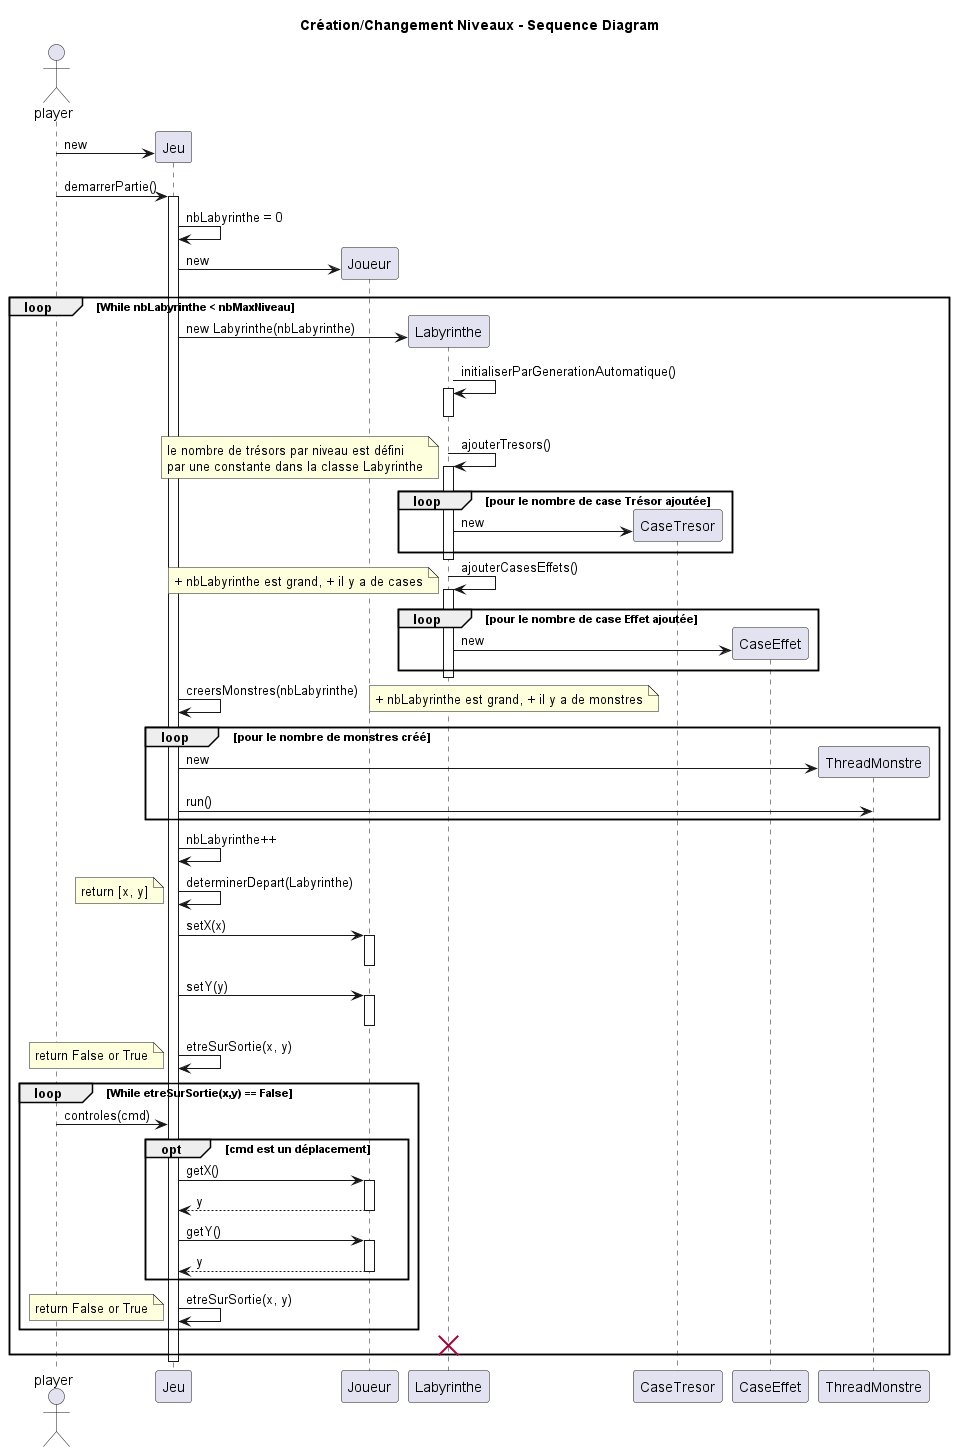 Création/Changement Niveaux - Sequence Diagram
player
new
Jeu
demarrerPartie()
nbLabyrinthe = 0
new
Joueur
loop
[While nbLabyrinthe < nbMaxNiveau]
new Labyrinthe(nbLabyrinthe)
Labyrinthe
initialiserParGenerationAutomatique()
le nombre de trésors par niveau est défini
par une constante dans la classe Labyrinthe
ajouterTresors()
loop
[pour le nombre de case Trésor ajoutée]
new
CaseTresor
+ nbLabyrinthe est grand, + il y a de cases
ajouterCasesEffets()
loop
[pour le nombre de case Effet ajoutée]
new
CaseEffet
creersMonstres(nbLabyrinthe)
+ nbLabyrinthe est grand, + il y a de monstres
loop
[pour le nombre de monstres créé]
new
ThreadMonstre
run()
nbLabyrinthe++
return [x, y]
determinerDepart(Labyrinthe)
setX(x)
setY(y)
return False or True
etreSurSortie(x, y)
loop
[While etreSurSortie(x,y) == False]
controles(cmd)
opt
[cmd est un déplacement]
getX()
y
getY()
y
return False or True
etreSurSortie(x, y)
player
Jeu
Joueur
Labyrinthe
CaseTresor
CaseEffet
ThreadMonstre